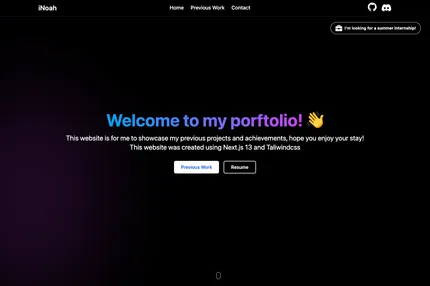 iNoah
Home Previous Work Contact
I'm looking for a summer internship!
Welcome to my porftolio! 👋
This website is for me to showcase my previous projects and achievements, hope you enjoy your stay!
This website was created using Next.js 13 and Taliwindcss
Previous Work Resume